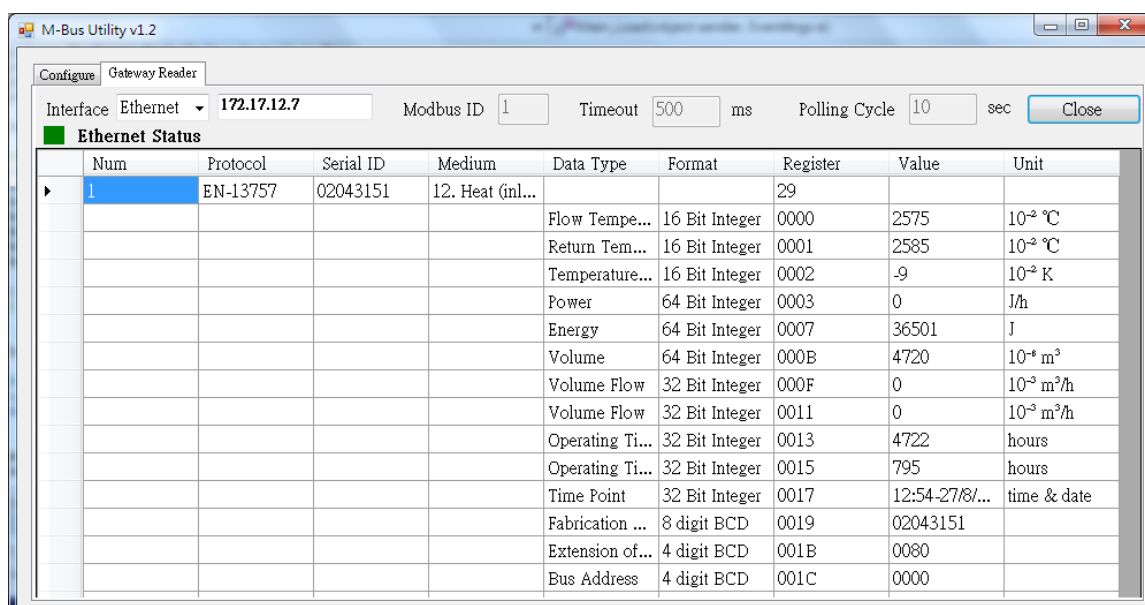 M-Bus Utility v1.2
Configure Gateway Reader
Interface Ethernet 172.17.12.7 Modbus ID 1 Timeout 500 ms Polling Cycle 10 sec Close
Ethernet Status
Num Protocol Serial ID Medium Data Type Format Register Value Unit
1 EN-13757 02043151 12. Heat (inl... 29
Flow Tempe... 16 Bit Integer 0000 2575 10⁻² ℃
Return Tem... 16 Bit Integer 0001 2585 10⁻² ℃
Temperature... 16 Bit Integer 0002 -9 10⁻² K
Power 64 Bit Integer 0003 0 J/h
Energy 64 Bit Integer 0007 36501 J
Volume 64 Bit Integer 000B 4720 m³
Volume Flow 32 Bit Integer 000F 0 10⁻³ m³/h
Volume Flow 32 Bit Integer 0011 0 10⁻³ m³/h
Operating Ti... 32 Bit Integer 0013 4722 hours
Operating Ti... 32 Bit Integer 0015 795 hours
Time Point 32 Bit Integer 0017 12:54-27/8/... time & date
Fabrication ... 8 digit BCD 0019 02043151
Extension of... 4 digit BCD 001B 0080
Bus Address 4 digit BCD 001C 0000